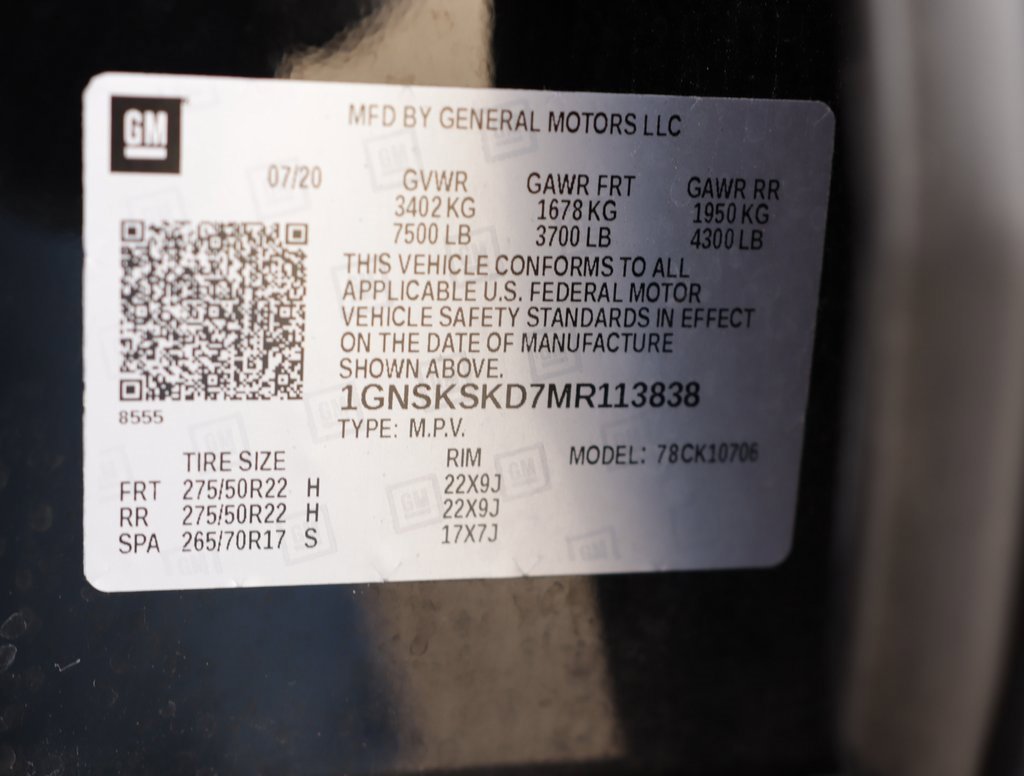 GM
MFD BY GENERAL MOTORS LLC
07/20 GVWR GAWR FRT GAWR RR
3402 KG 1678 KG 1950 KG
7500 LB 3700 LB 4300 LB
THIS VEHICLE CONFORMS TO ALL
APPLICABLE U.S. FEDERAL MOTOR
VEHICLE SAFETY STANDARDS IN EFFECT
ON THE DATE OF MANUFACTURE
SHOWN ABOVE.
1GNSKSKD7MR113838
8555
TYPE: M.P.V.
TIRE SIZE RIM MODEL: 78CK10706
FRT 275/50R22 H 22X9J
RR 275/50R22 H 22X9J
SPA 265/70R17 S 17X7J